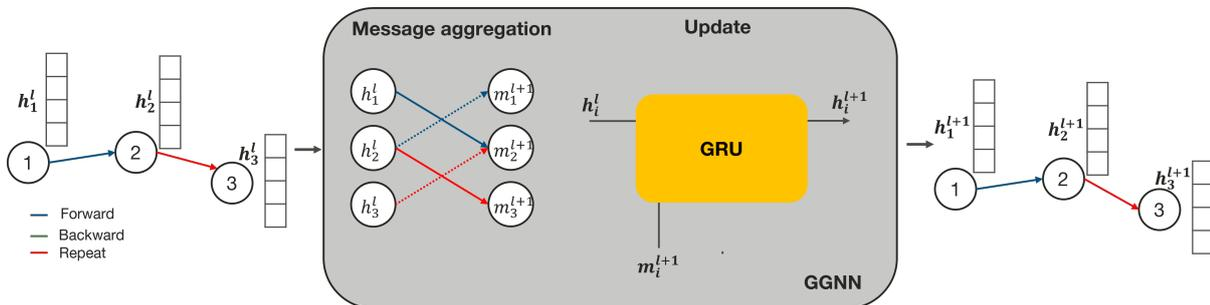 Message aggregation
Update
h_1^l
h_2^l
h_3^l
1
2
3
Forward
Backward
Repeat
h_1^l
h_2^l
h_3^l
m_1^{l+1}
m_2^{l+1}
m_3^{l+1}
h_i^l
GRU
h_i^{l+1}
m_i^{l+1}
GGNN
h_1^{l+1}
h_2^{l+1}
h_3^{l+1}
1
2
3